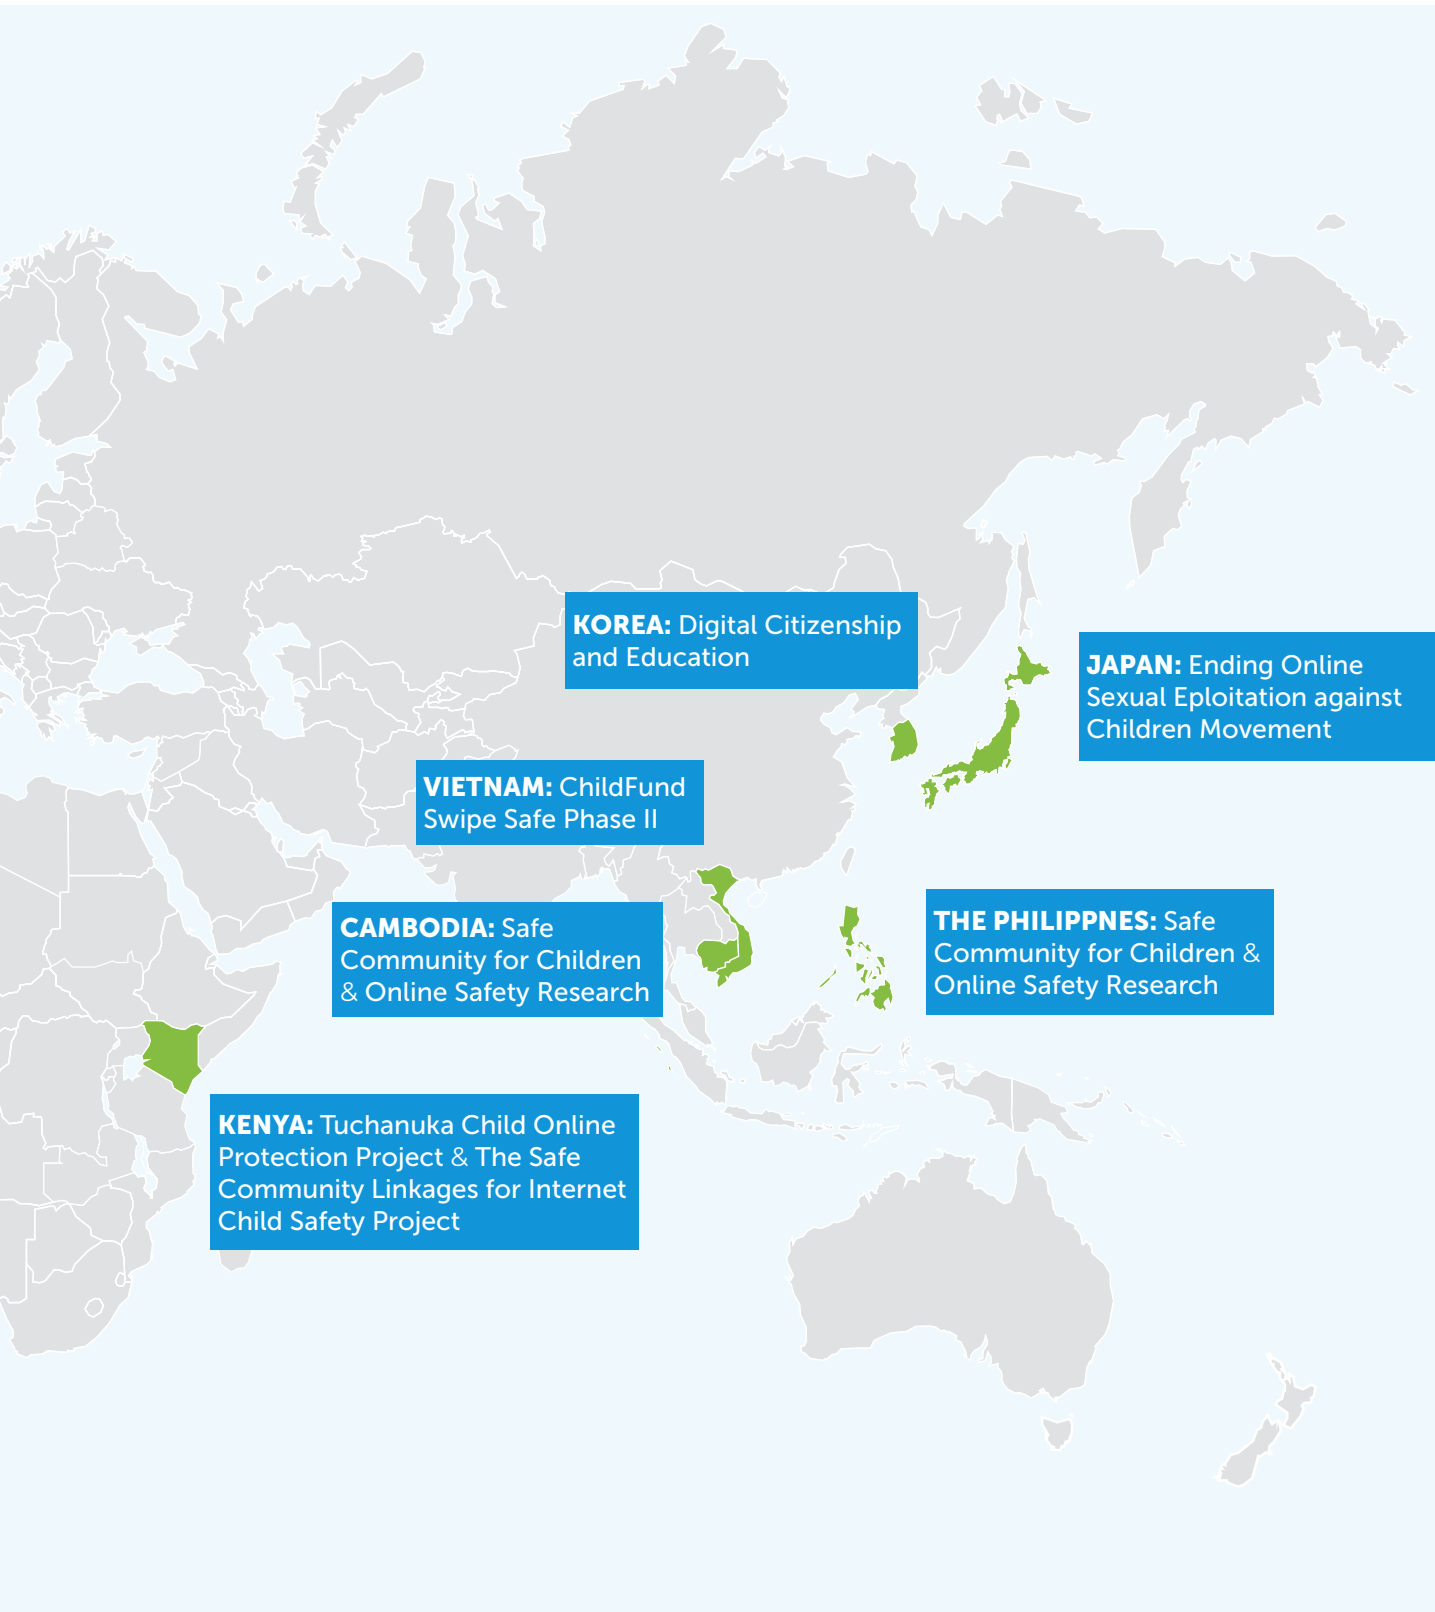 KOREA: Digital Citizenship
and Education
JAPAN: Ending Online
Sexual Eploitation against
Children Movement
VIETNAM: ChildFund
Swipe Safe Phase II
CAMBODIA: Safe
Community for Children
& Online Safety Research
THE PHILIPPNES: Safe
Community for Children &
Online Safety Research
KENYA: Tuchanuka Child Online
Protection Project & The Safe
Community Linkages for Internet
Child Safety Project